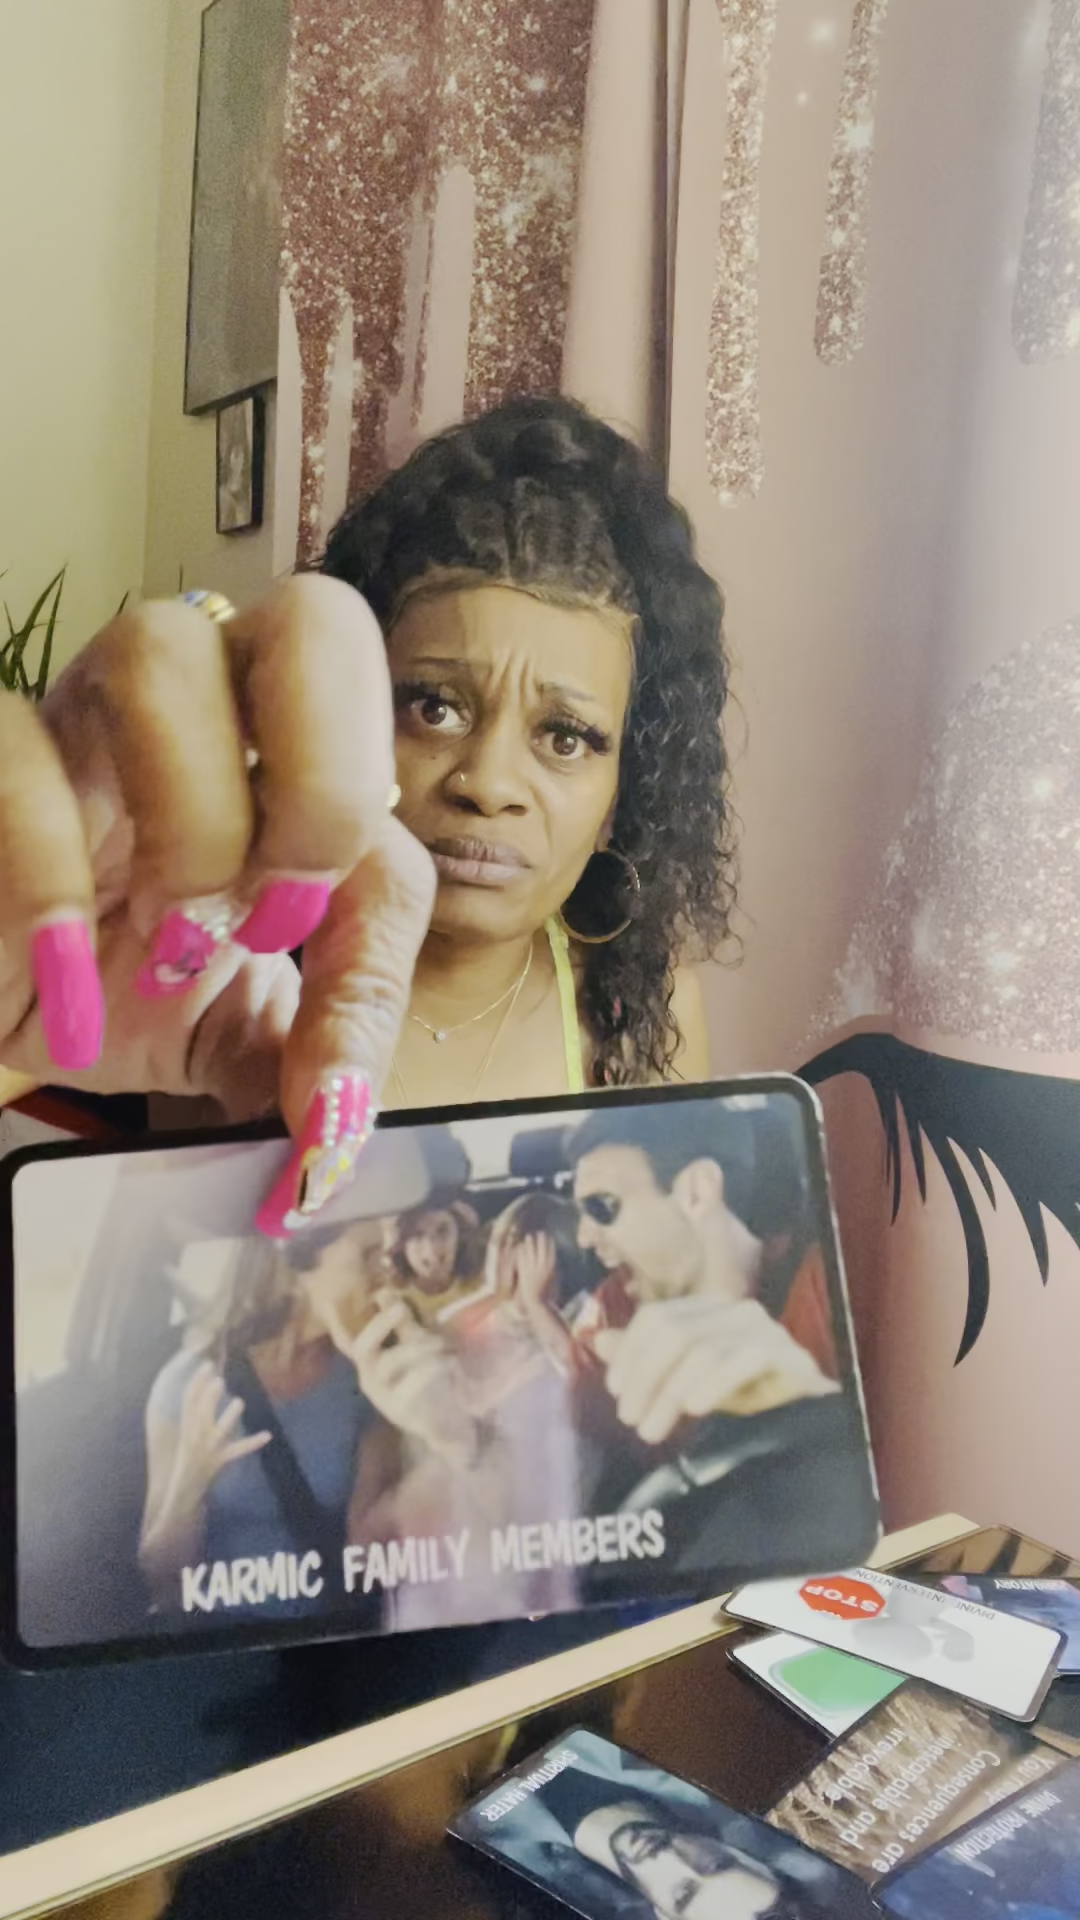 KARMIC FAMILY MEMBERS
STOP
DIVINE INTERVENTION
SPIRITUAL HATER
Consequences are
inescapable and
irrevocable.
DIVINE PROTECTION